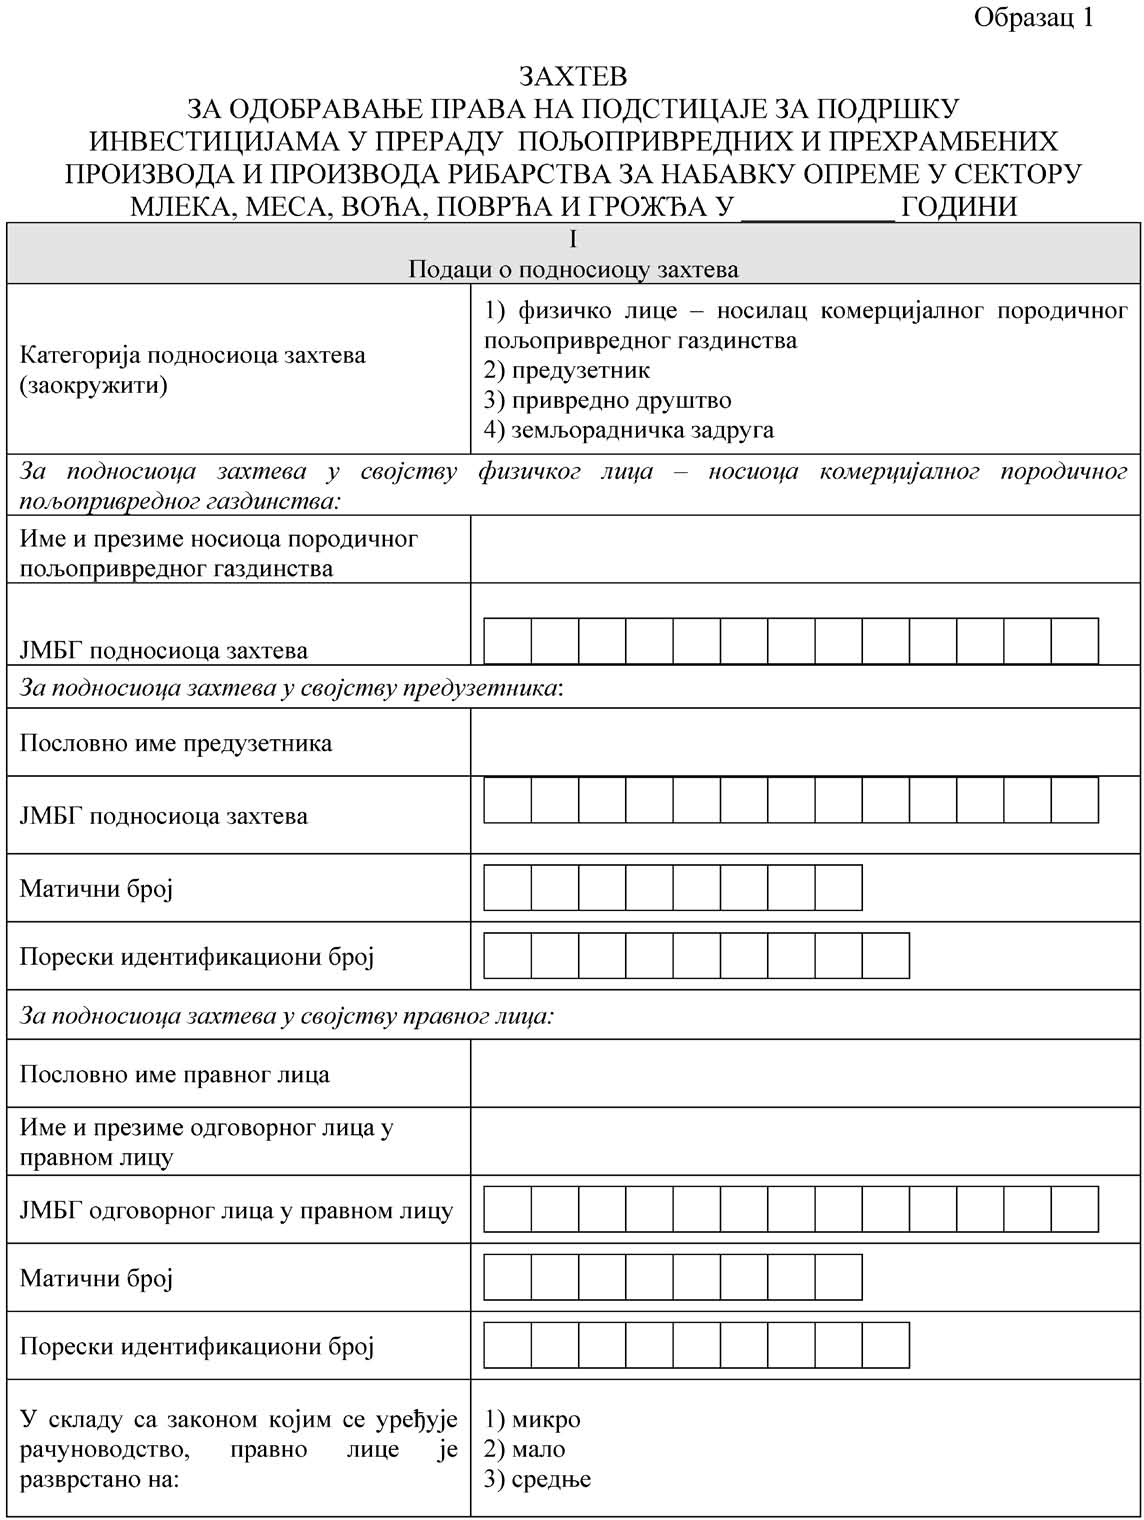 Образац 1
ЗАХТЕВ
ЗА ОДОБРАВАЊЕ ПРАВА НА ПОДСТИЦАЈЕ ЗА ПОДРШКУ
ИНВЕСТИЦИЈАМА У ПРЕРАДУ ПОЉОПРИВРЕДНИХ И ПРЕХРАМБЕНИХ
ПРОИЗВОДА И ПРОИЗВОДА РИБАРСТВА ЗА НАБАВКУ ОПРЕМЕ У СЕКТОРУ
МЛЕКА, МЕСА, ВОЋА, ПОВРЋА И ГРОЖЂА У ___________ ГОДИНИ
I
Подаци о подносиоцу захтева
Категорија подносиоца захтева
(заокружити)
1) физичко лице – носилац комерцијалног породичног
пољопривредног газдинства
2) предузетник
3) привредно друштво
4) земљорадничка задруга
За подносиоца захтева у својству физичког лица – носиоца комерцијалног породичног
пољопривредног газдинства:
Име и презиме носиоца породичног
пољопривредног газдинства
ЈМБГ подносиоца захтева
За подносиоца захтева у својству предузетника:
Пословно име предузетника
ЈМБГ подносиоца захтева
Матични број
Порески идентификациони број
За подносиоца захтева у својству правног лица:
Пословно име правног лица
Име и презиме одговорног лица у
правном лицу
ЈМБГ одговорног лица у правном лицу
Матични број
Порески идентификациони број
У складу са законом којим се уређује
рачуноводство, правно лице је
разврстано на:
1) микро
2) мало
3) средње